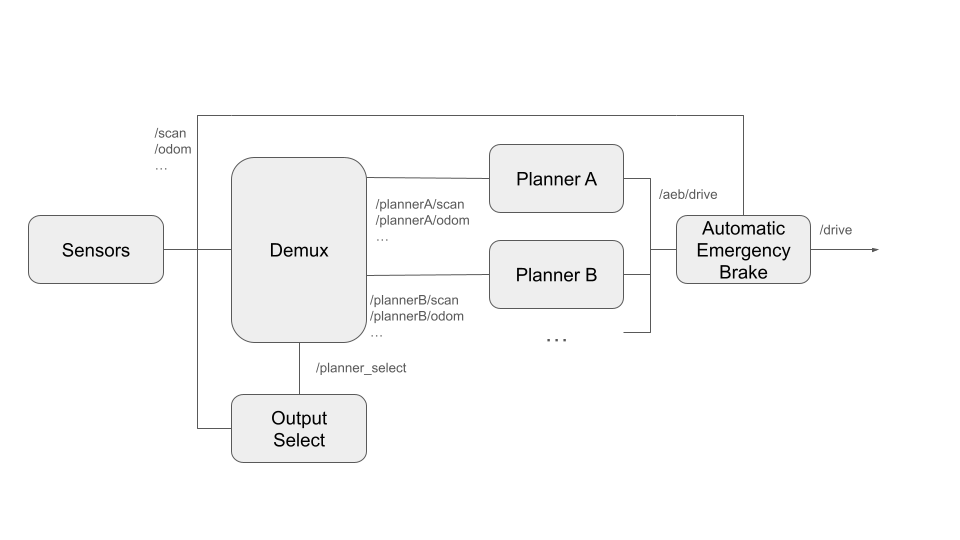 /scan
/odom
…
Sensors
Demux
/plannerA/scan
/plannerA/odom
…
/plannerB/scan
/plannerB/odom
…
Planner A
Planner B
…
/aeb/drive
Automatic
Emergency
Brake
/drive
/planner_select
Output
Select